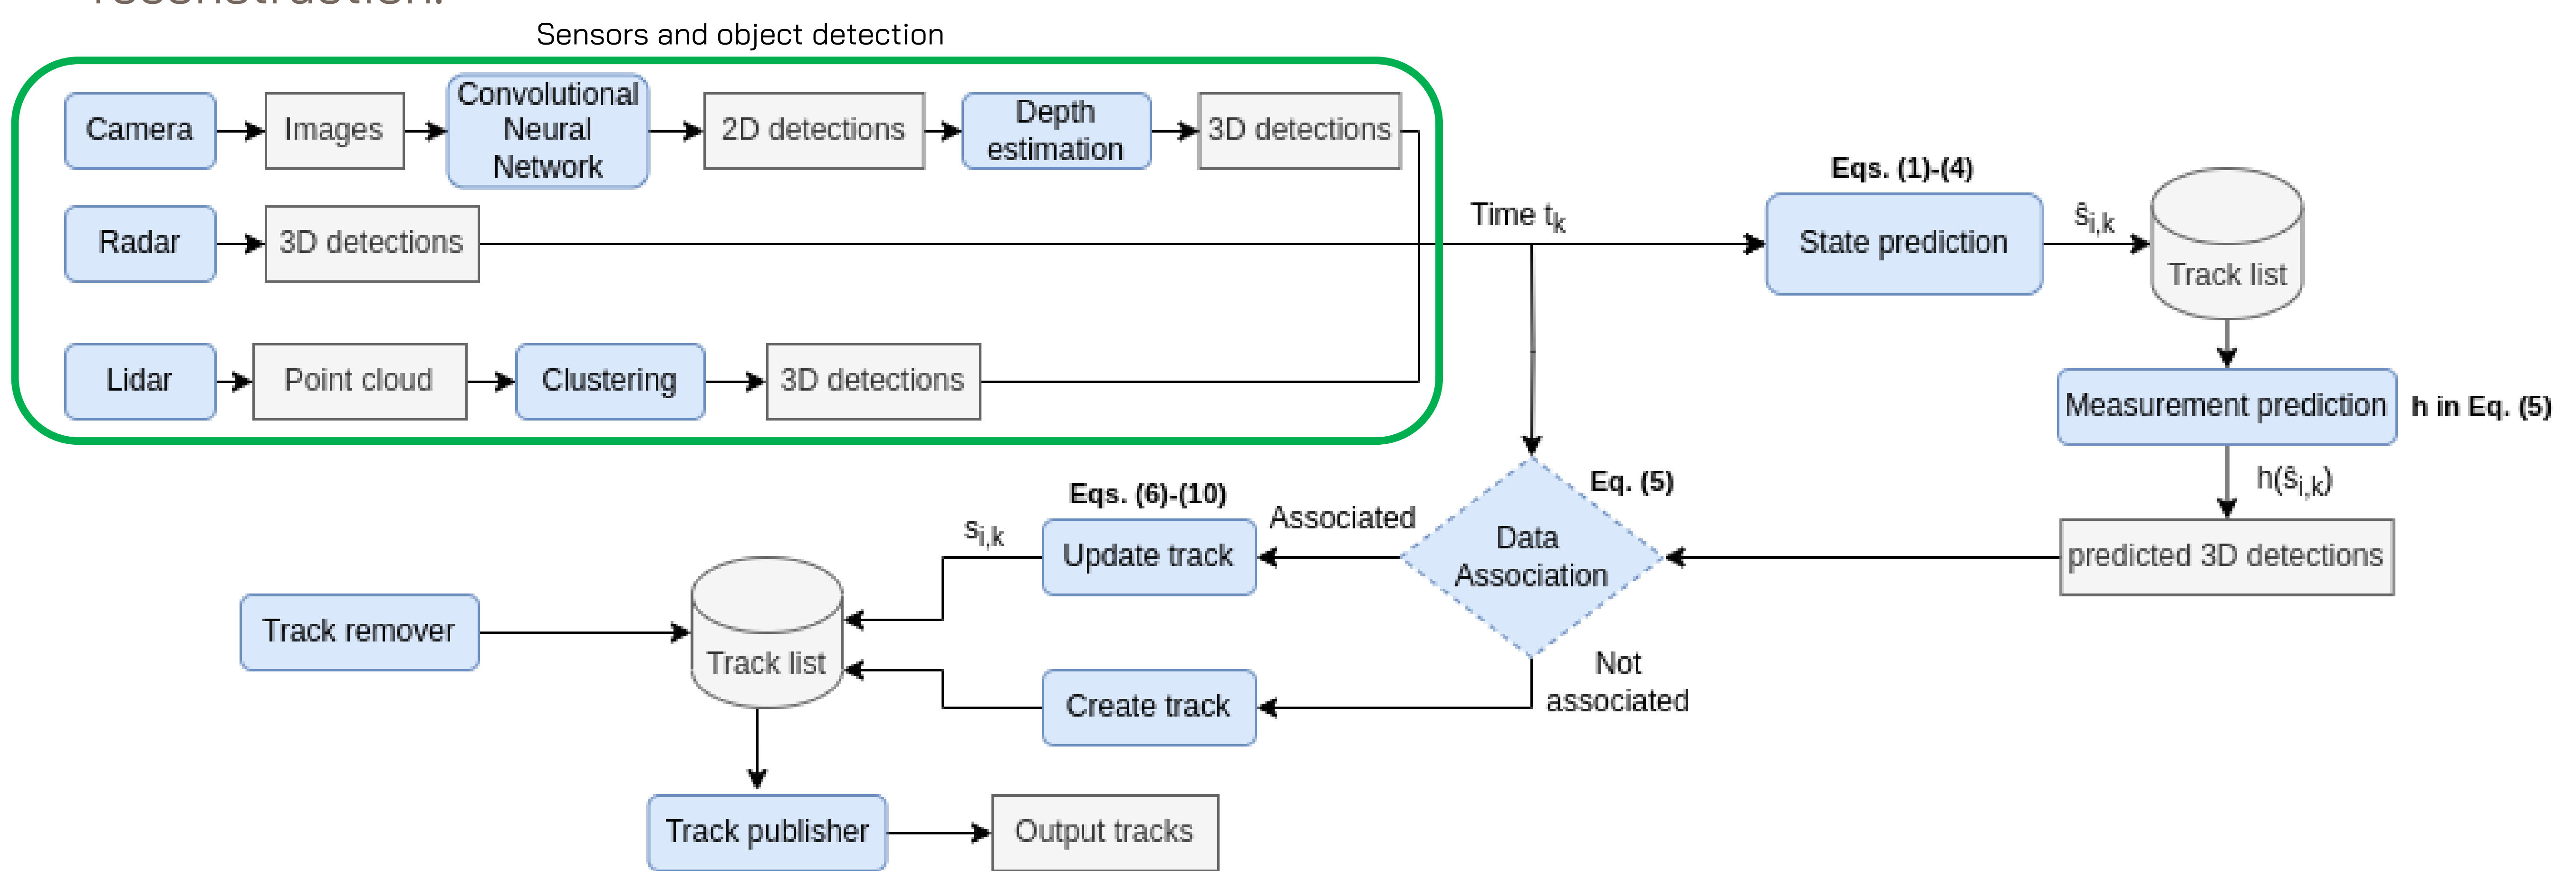 reconstruction.
Sensors and object detection
Camera
Images
Convolutional
Neural
Network
2D detections
Depth
estimation
3D detections
Radar
3D detections
Lidar
Point cloud
Clustering
3D detections
Time tk
Eqs. (1)-(4)
State prediction
ŝi,k
Track list
Measurement prediction
h in Eq. (5)
h(ŝi,k)
predicted 3D detections
Eq. (5)
Data
Association
Associated
Eqs. (6)-(10)
Update track
si,k
Not
associated
Create track
Track remover
Track list
Track publisher
Output tracks